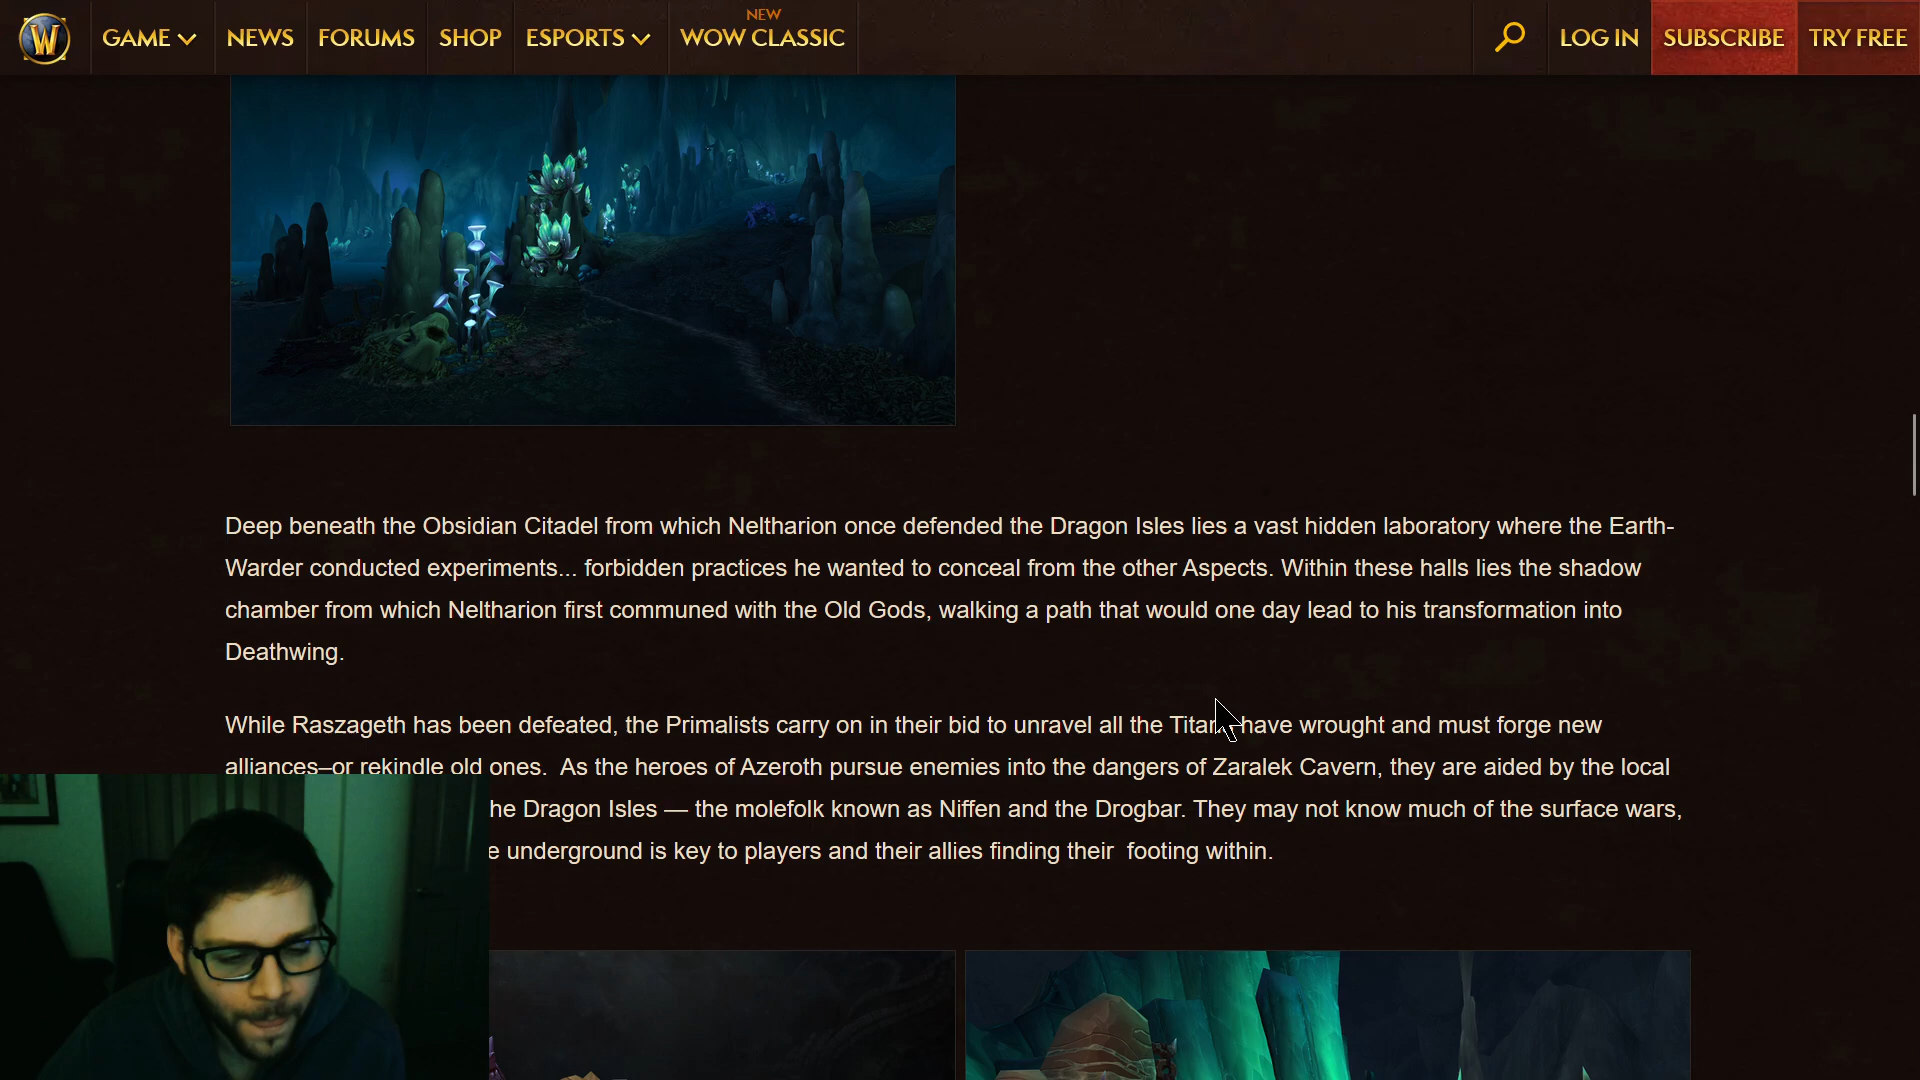 NEW
GAME NEWS FORUMS SHOP ESPORTS WOW CLASSIC LOG IN SUBSCRIBE TRY FREE
Deep beneath the Obsidian Citadel from which Neltharion once defended the Dragon Isles lies a vast hidden laboratory where the Earth-
Warder conducted experiments... forbidden practices he wanted to conceal from the other Aspects. Within these halls lies the shadow
chamber from which Neltharion first communed with the Old Gods, walking a path that would one day lead to his transformation into
Deathwing.
While Raszageth has been defeated, the Primalists carry on in their bid to unravel all the Titans have wrought and must forge new
alliances–or rekindle old ones.  As the heroes of Azeroth pursue enemies into the dangers of Zaralek Cavern, they are aided by the local
he Dragon Isles — the molefolk known as Niffen and the Drogbar. They may not know much of the surface wars,
e underground is key to players and their allies finding their  footing within.